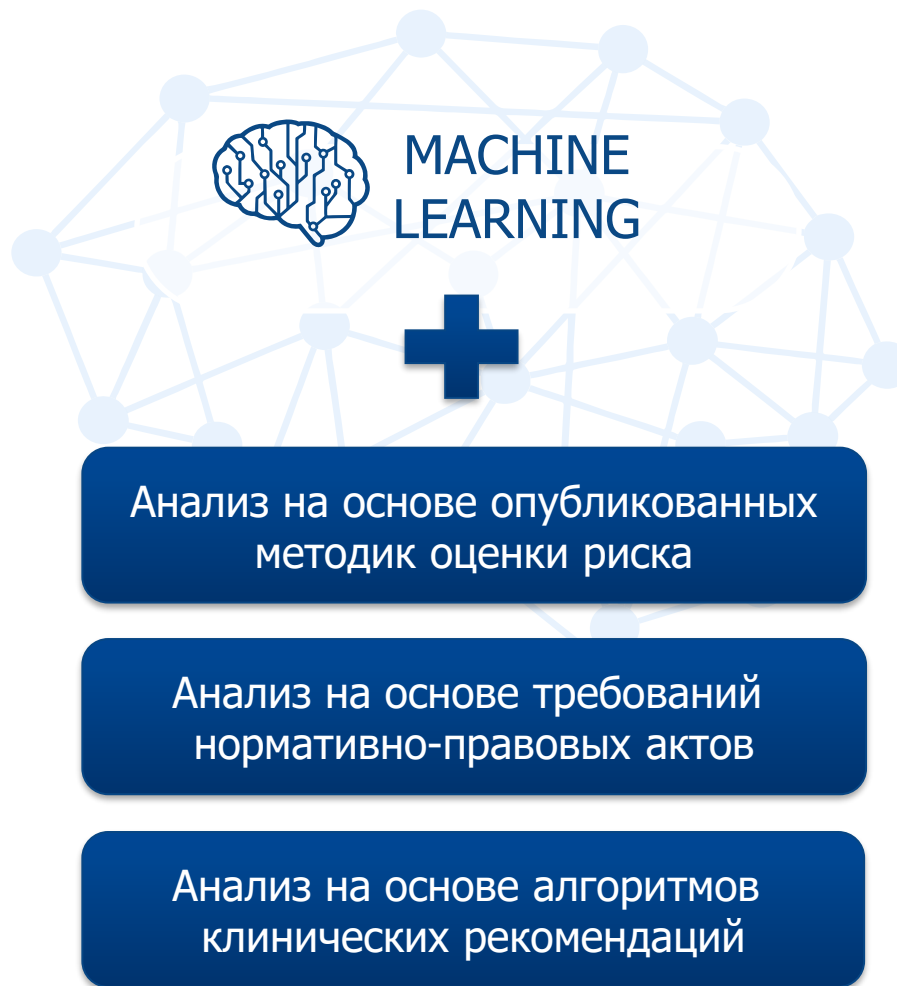 MACHINE
LEARNING
Анализ на основе опубликованных
методик оценки риска
Анализ на основе требований
нормативно-правовых актов
Анализ на основе алгоритмов
клинических рекомендаций